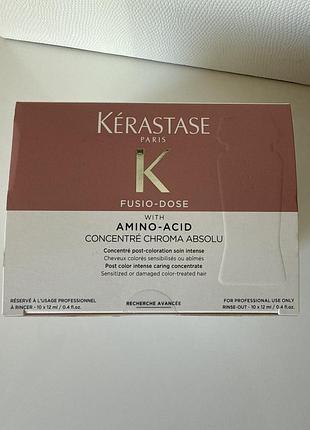 KÉRASTASE
PARIS
K
FUSIO-DOSE
WITH
AMINO-ACID
CONCENTRÉ CHROMA ABSOLU
Concentré post-coloration soin intense
Cheveux colorés sensibilisés ou abîmés
Post color intense caring concentrate
Sensitized or damaged color-treated hair
RÉSERVÉ À L'USAGE PROFESSIONNEL
À RINCER - 10 x 12 ml / 0.4 fl.oz.
RECHERCHE AVANCÉE
FOR PROFESSIONAL USE ONLY
RINSE-OUT - 10 x 12 ml / 0.4 fl.oz.